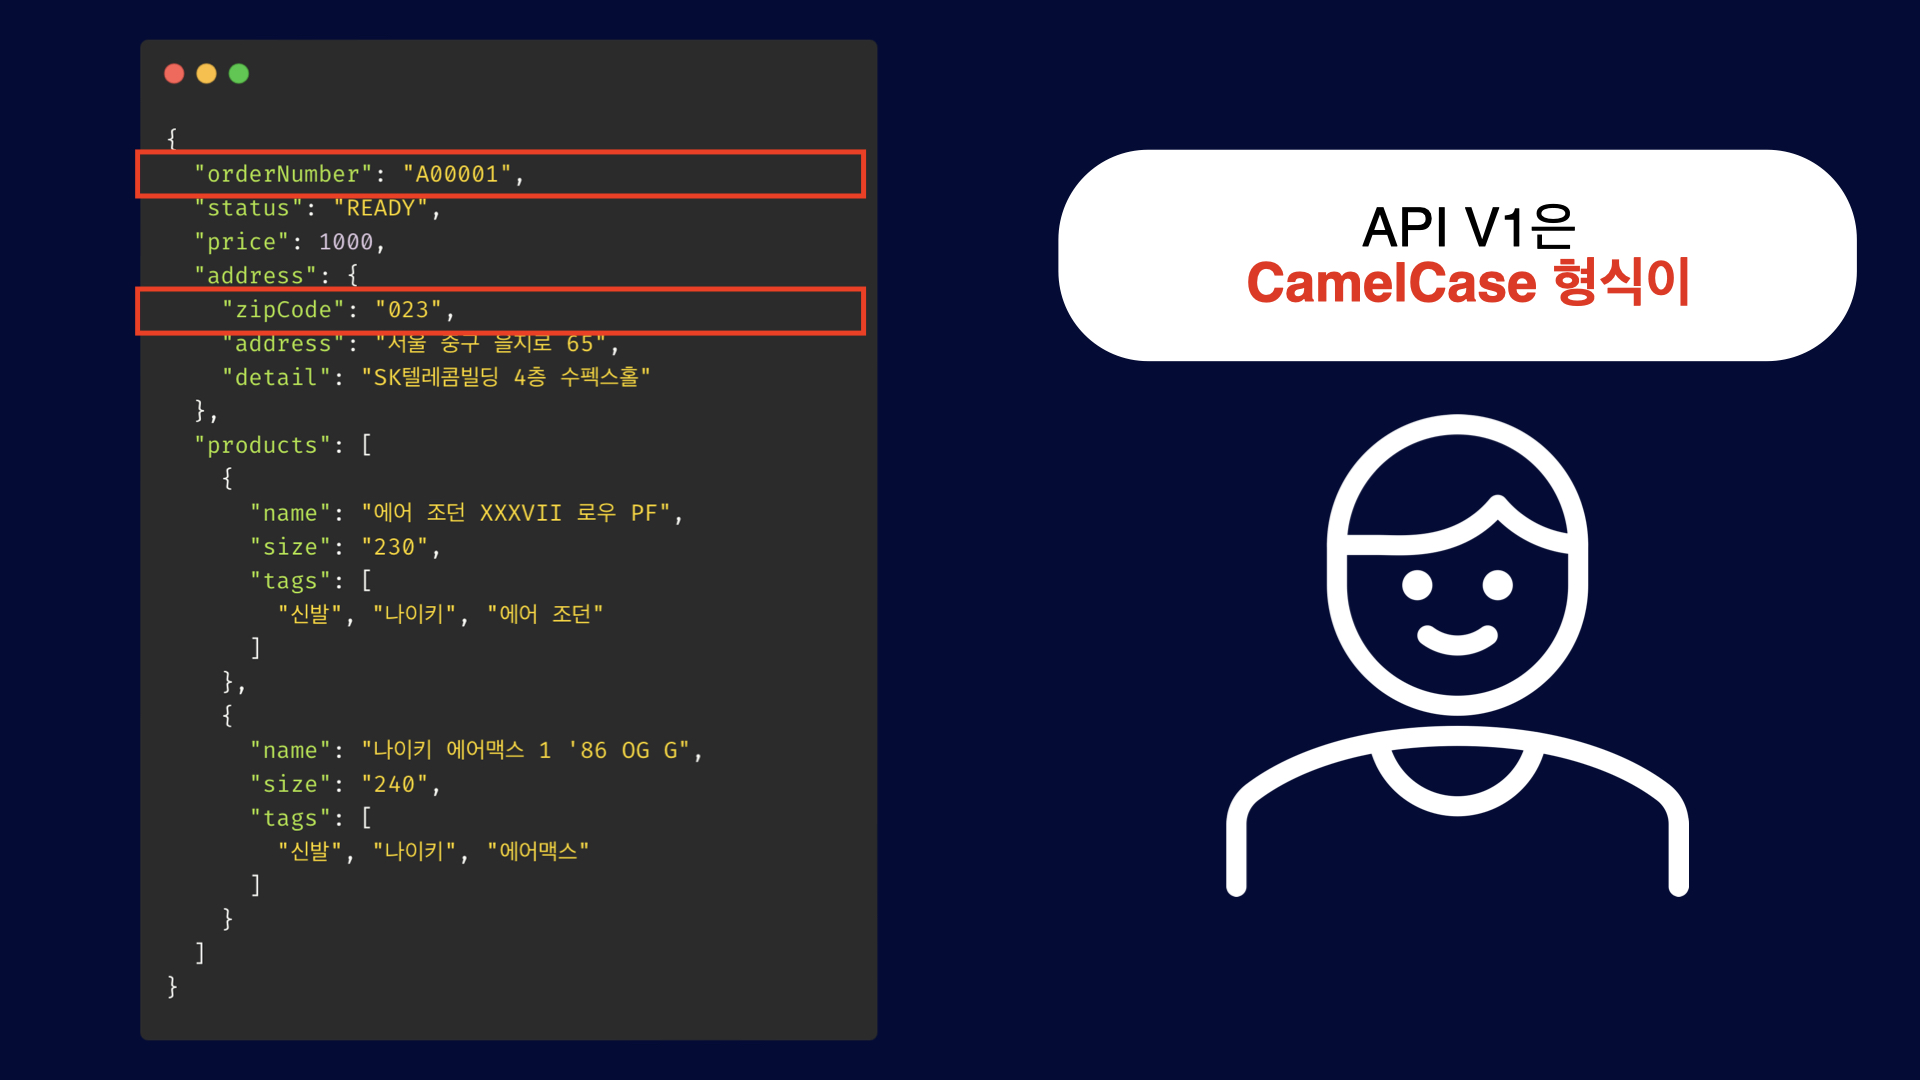 {
  "orderNumber": "A00001",
  "status": "READY",
  "price": 1000,
  "address": {
    "zipCode": "023",
    "address": "서울 중구 을지로 65",
    "detail": "SK텔레콤빌딩 4층 수펙스홀"
  },
  "products": [
    {
      "name": "에어 조던 XXXVII 로우 PF",
      "size": "230",
      "tags": [
        "신발", "나이키", "에어 조던"
      ]
    },
    {
      "name": "나이키 에어맥스 1 '86 OG G",
      "size": "240",
      "tags": [
        "신발", "나이키", "에어맥스"
      ]
    }
  ]
}
API V1은
CamelCase 형식이